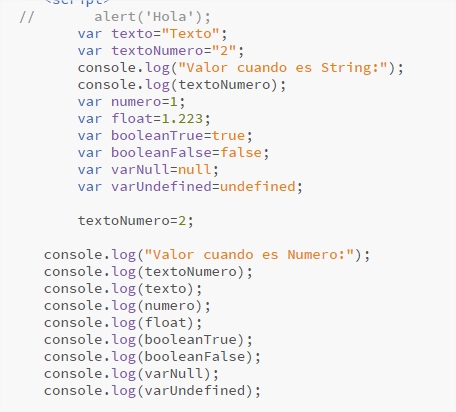 <script>
//       alert('Hola');
var texto="Texto";
var textoNumero="2";
console.log("Valor cuando es String:");
console.log(textoNumero);
var numero=1;
var float=1.223;
var booleanTrue=true;
var booleanFalse=false;
var varNull=null;
var varUndefined=undefined;
textoNumero=2;
console.log("Valor cuando es Numero:");
console.log(textoNumero);
console.log(texto);
console.log(numero);
console.log(float);
console.log(booleanTrue);
console.log(booleanFalse);
console.log(varNull);
console.log(varUndefined);